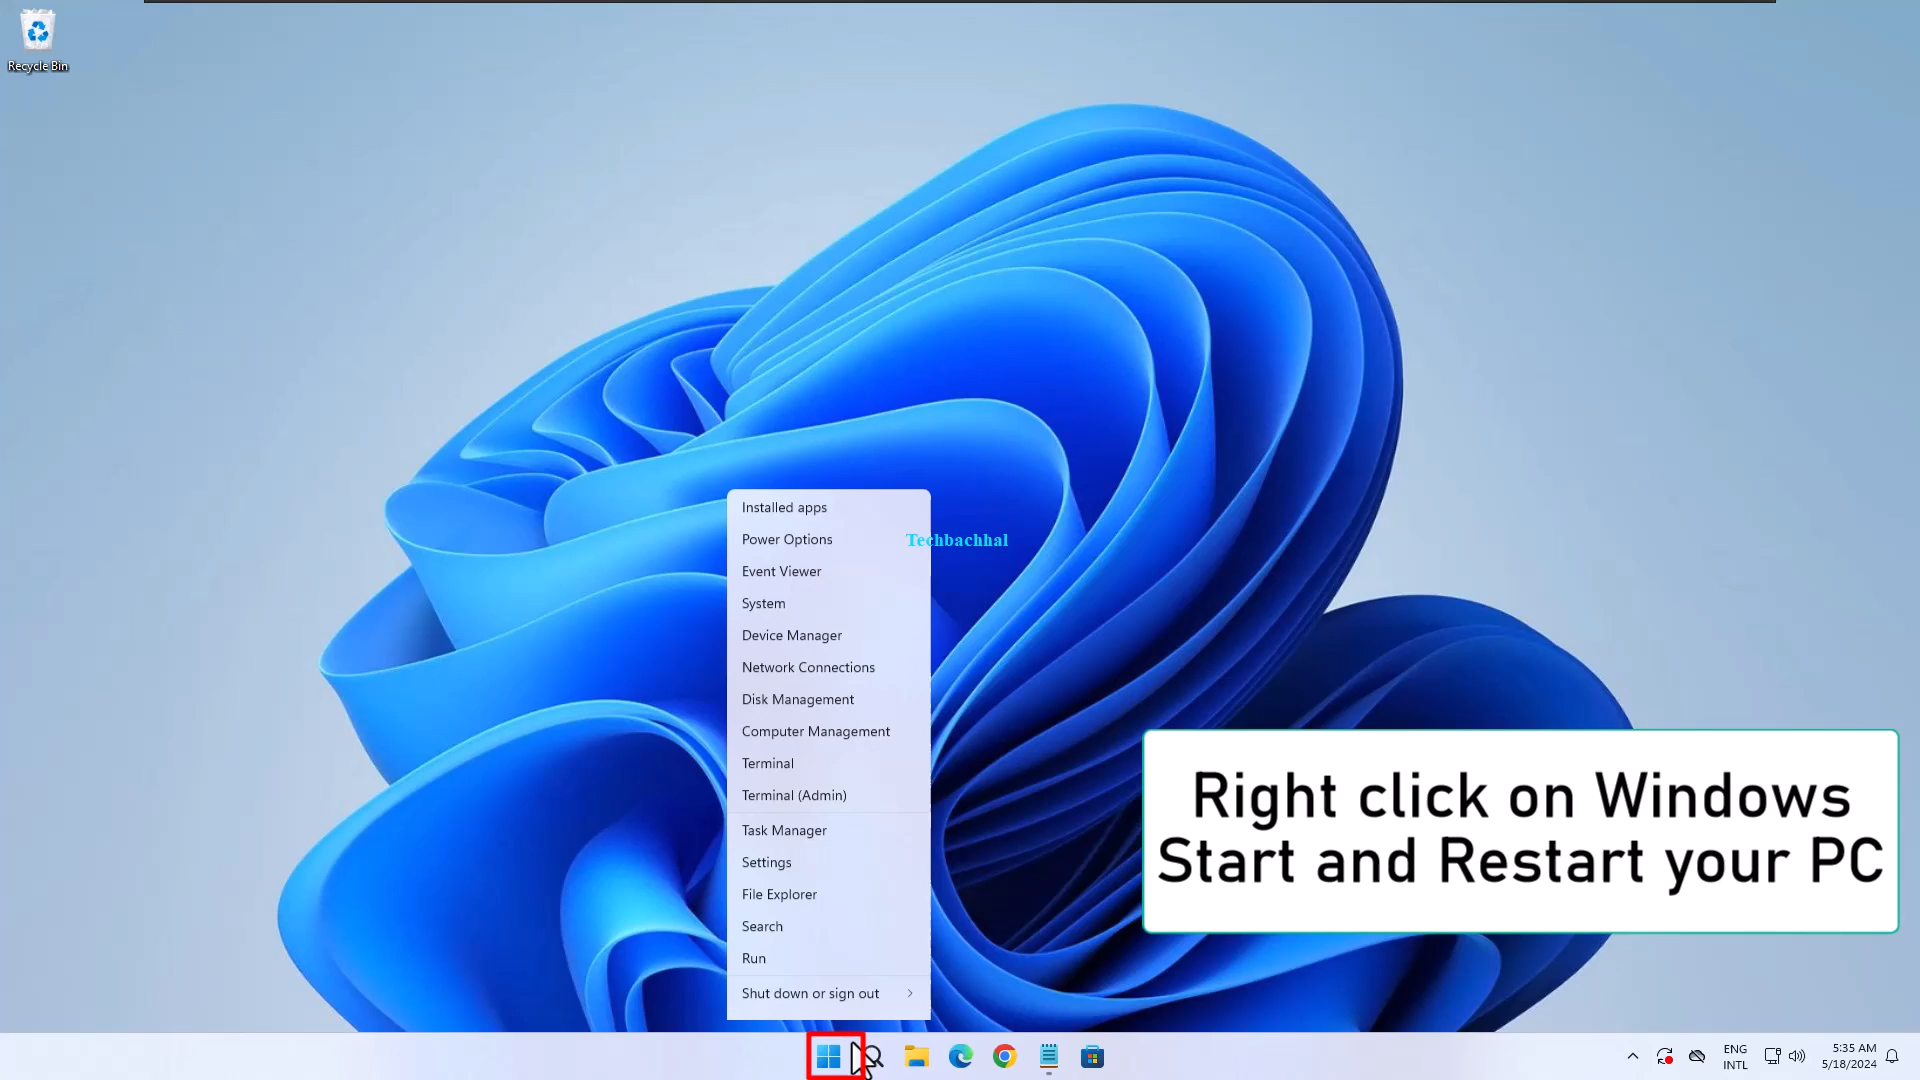 Recycle Bin
Installed apps
Power Options
Techbachhal
Event Viewer
System
Device Manager
Network Connections
Disk Management
Computer Management
Terminal
Terminal (Admin)
Task Manager
Settings
File Explorer
Search
Run
Shut down or sign out
Right click on Windows
Start and Restart your PC
ENG
INTL
5:35 AM
5/18/2024